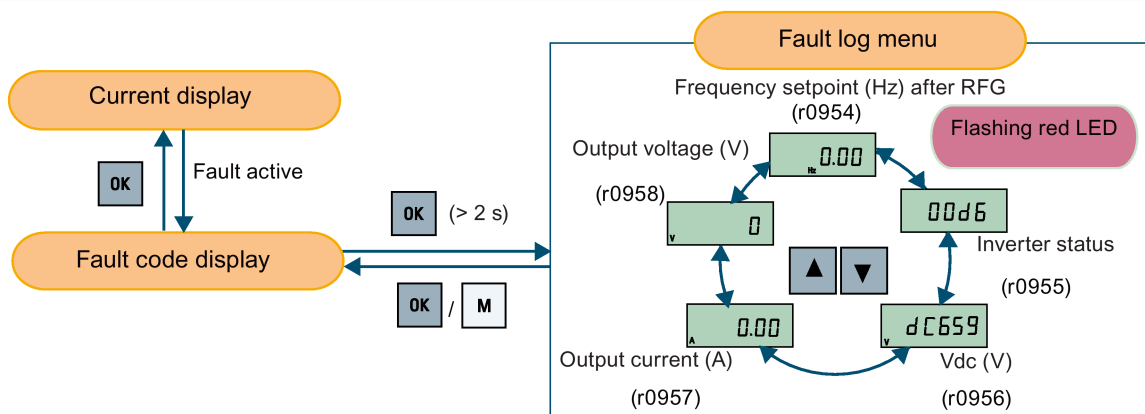 Fault log menu
Current display
Frequency setpoint (Hz) after RFG
(r0954)
Flashing red LED
Output voltage (V)
0.00
Hz
OK
Fault active
(r0958)
00d6
OK
(> 2 s)
0
V
Inverter status
Fault code display
(r0955)
OK / M
0.00
A
dC659
V
Output current (A)
Vdc (V)
(r0957)
(r0956)